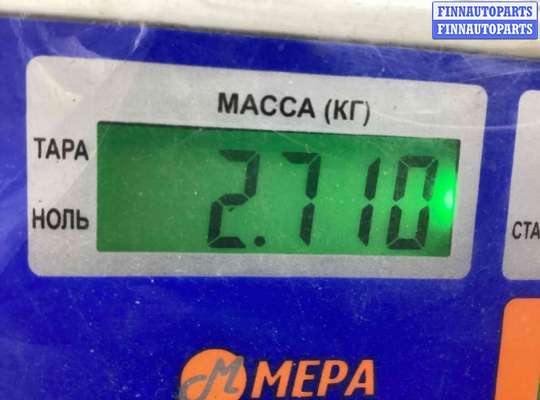 FINNAUTOPARTS
FINNAUTOPARTS
МАССА (КГ)
ТАРА
2.710
НОЛЬ
СТА
МЕРА